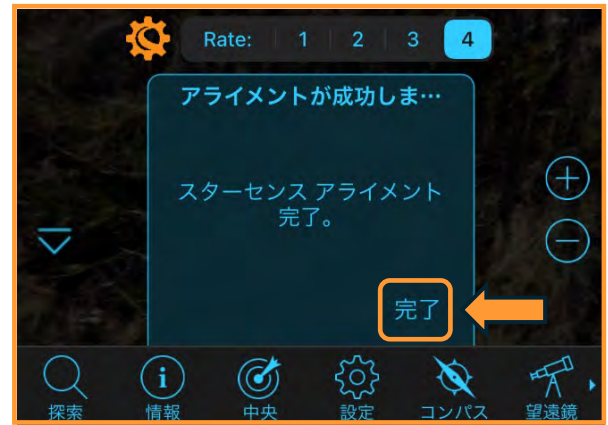 Rate: 1 2 3 4
アライメントが成功しま…
スターセンス アライメント
完了。
完了
探索 情報 中央 設定 コンパス 望遠鏡